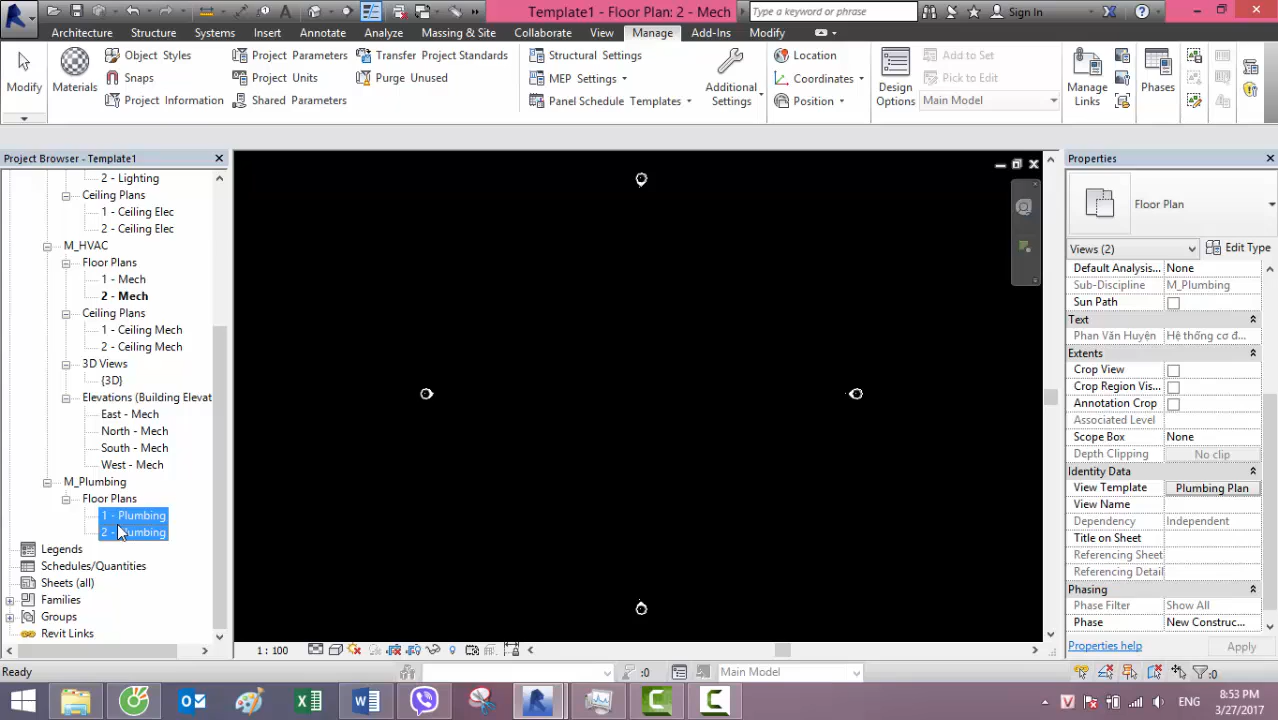 Template1 - Floor Plan: 2 - Mech
Type a keyword or phrase
Sign In
Architecture Structure Systems Insert Annotate Analyze Massing & Site Collaborate View Manage Add-Ins Modify
Modify
Materials
Object Styles
Snaps
Project Information
Project Parameters
Project Units
Shared Parameters
Transfer Project Standards
Purge Unused
Structural Settings
MEP Settings
Panel Schedule Templates
Additional
Settings
Location
Coordinates
Position
Design
Options
Add to Set
Pick to Edit
Main Model
Manage
Links
Phases
Project Browser - Template1
2 - Lighting
Ceiling Plans
1 - Ceiling Elec
2 - Ceiling Elec
M_HVAC
Floor Plans
1 - Mech
2 - Mech
Ceiling Plans
1 - Ceiling Mech
2 - Ceiling Mech
3D Views
{3D}
Elevations (Building Elevat
East - Mech
North - Mech
South - Mech
West - Mech
M_Plumbing
Floor Plans
1 - Plumbing
2 - Plumbing
Legends
Schedules/Quantities
Sheets (all)
Families
Groups
Revit Links
1 : 100
Properties
Floor Plan
Views (2)
Edit Type
Default Analysis... None
Sub-Discipline M_Plumbing
Sun Path
Text
Phan Văn Huyện Hệ thống cơ đ...
Extents
Crop View
Crop Region Vis...
Annotation Crop
Associated Level
Scope Box None
Depth Clipping No clip
Identity Data
View Template Plumbing Plan
View Name
Dependency Independent
Title on Sheet
Referencing Sheet
Referencing Detail
Phasing
Phase Filter Show All
Phase New Construc...
Properties help Apply
Ready
:0
Main Model
:0
ENG
8:53 PM
3/27/2017